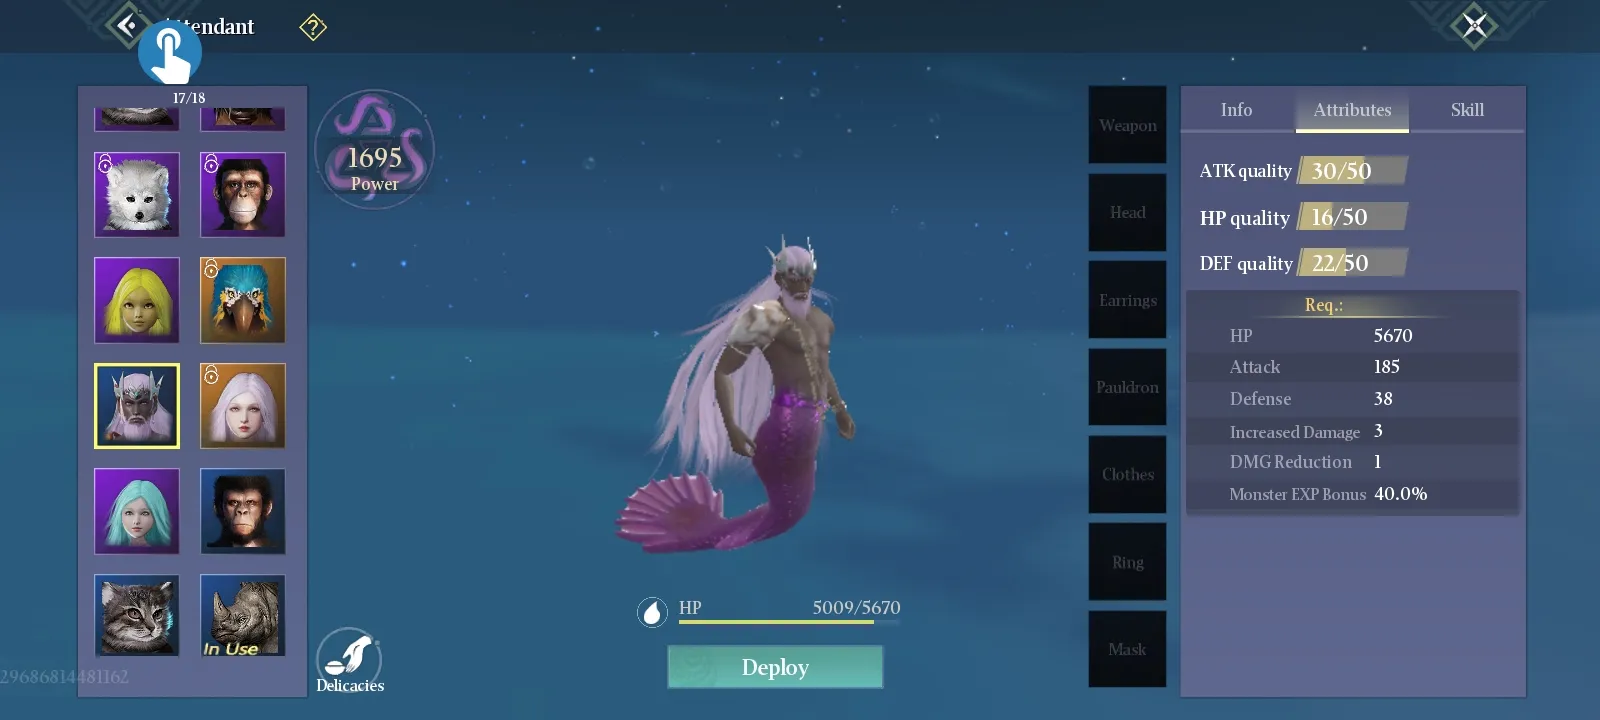 tendant
?
17/18
1695
Power
In Use
29686814481162
Delicacies
HP 5009/5670
Deploy
Weapon
Head
Earrings
Pauldron
Clothes
Ring
Mask
Info Attributes Skill
ATK quality 30/50
HP quality 16/50
DEF quality 22/50
Req.:
HP 5670
Attack 185
Defense 38
Increased Damage 3
DMG Reduction 1
Monster EXP Bonus 40.0%